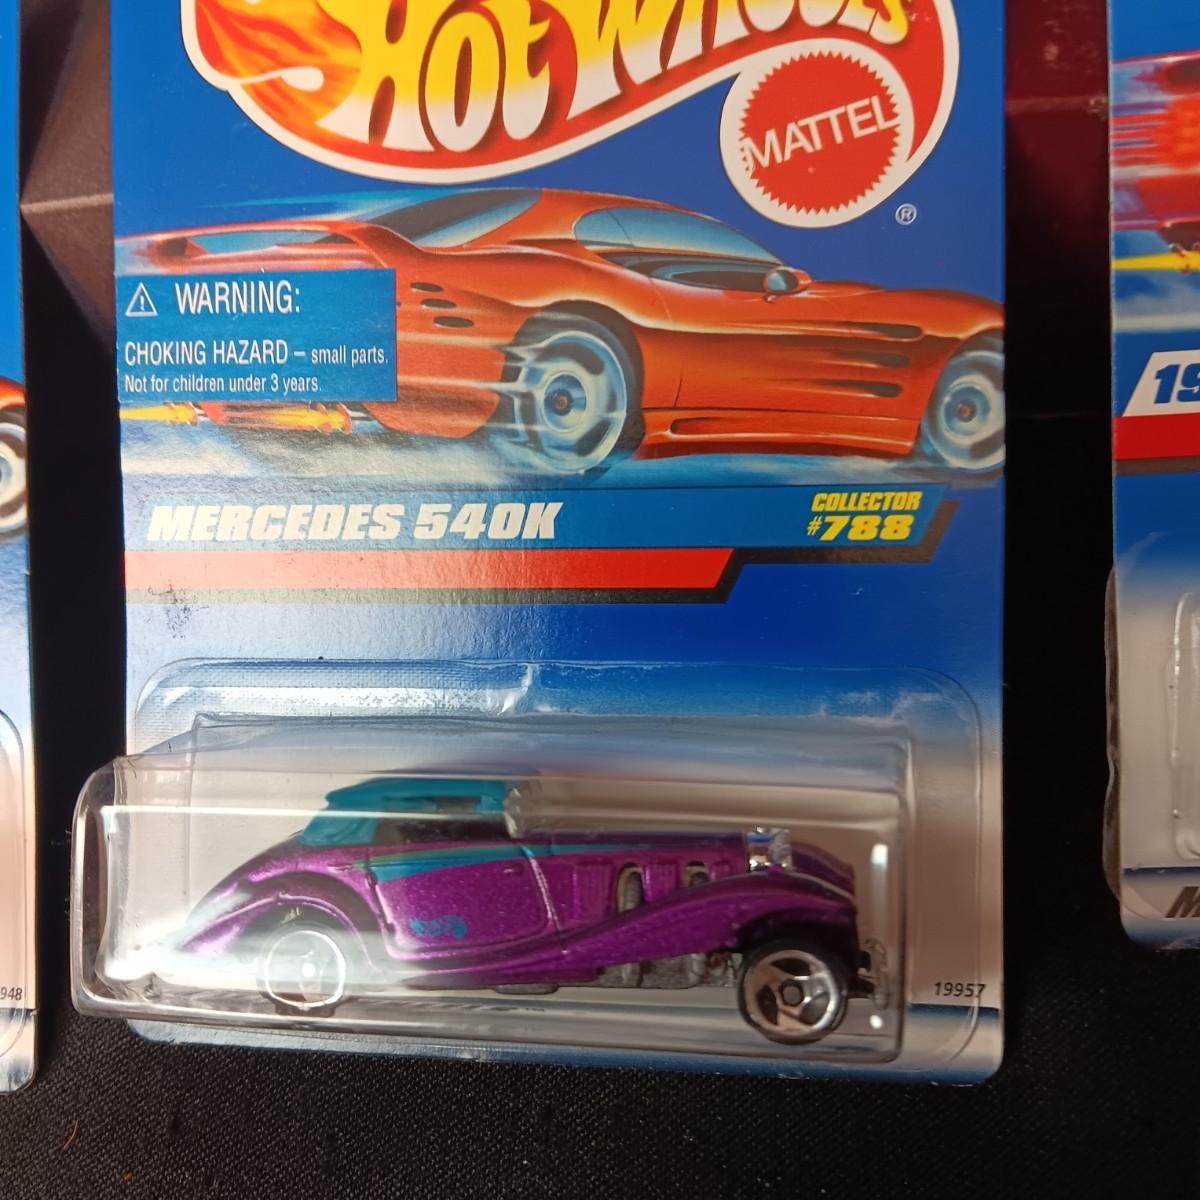 HOT WHEELS
MATTEL
®
WARNING:
CHOKING HAZARD – small parts.
Not for children under 3 years.
19
MERCEDES 540K
COLLECTOR
#788
948
19957
M